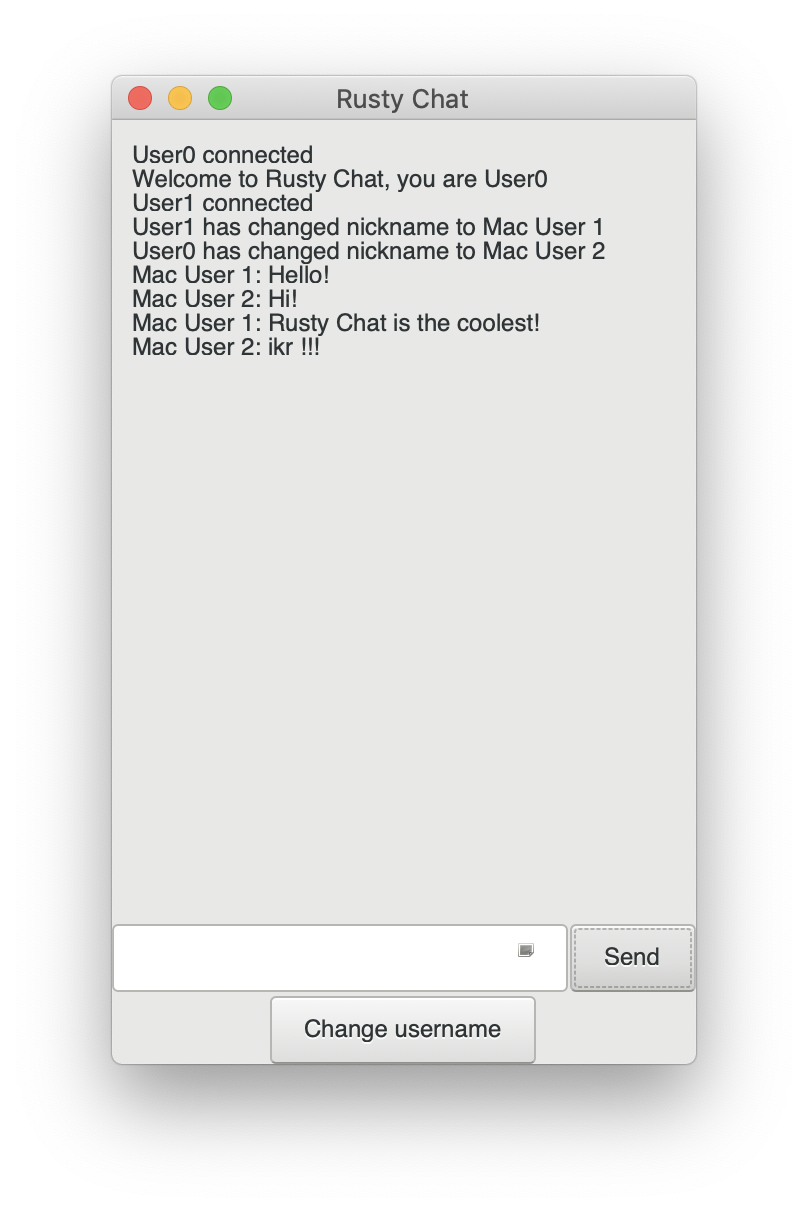 Rusty Chat
User0 connected
Welcome to Rusty Chat, you are User0
User1 connected
User1 has changed nickname to Mac User 1
User0 has changed nickname to Mac User 2
Mac User 1: Hello!
Mac User 2: Hi!
Mac User 1: Rusty Chat is the coolest!
Mac User 2: ikr !!!
Send
Change username